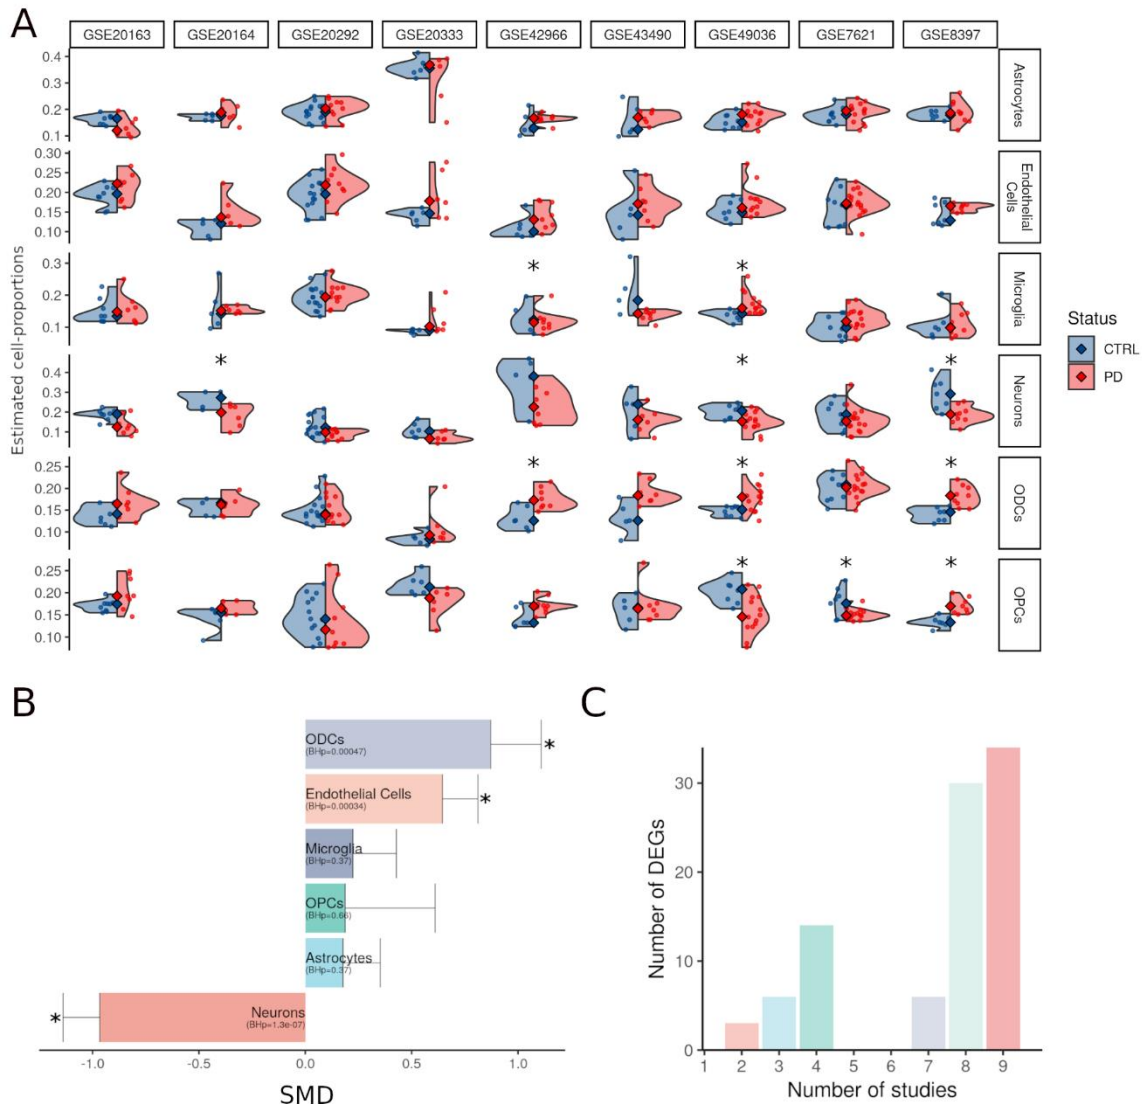 A
GSE20163 GSE20164 GSE20292 GSE20333 GSE42966 GSE43490 GSE49036 GSE7621 GSE8397
Estimated cell-proportions
0.4
0.3
0.2
0.1
Astrocytes
0.30
0.25
0.20
0.15
0.10
Endothelial
Cells
* *
0.3
0.2
0.1
Microglia
* * *
0.4
0.3
0.2
0.1
Neurons
* * *
0.25
0.20
0.15
0.10
ODCs
* * *
0.25
0.20
0.15
0.10
OPGs
Status
CTRL
PD
B
ODCs
(BHp=0.00047)
*
Endothelial Cells
(BHp=0.00034)
*
Microglia
(BHp=0.37)
OPCs
(BHp=0.66)
Astrocytes
(BHp=0.37)
Neurons
(BHp=1.3e-07)
*
-1.0 -0.5 0.0 0.5 1.0
SMD
C
Number of DEGs
30
20
10
0
1 2 3 4 5 6 7 8 9
Number of studies